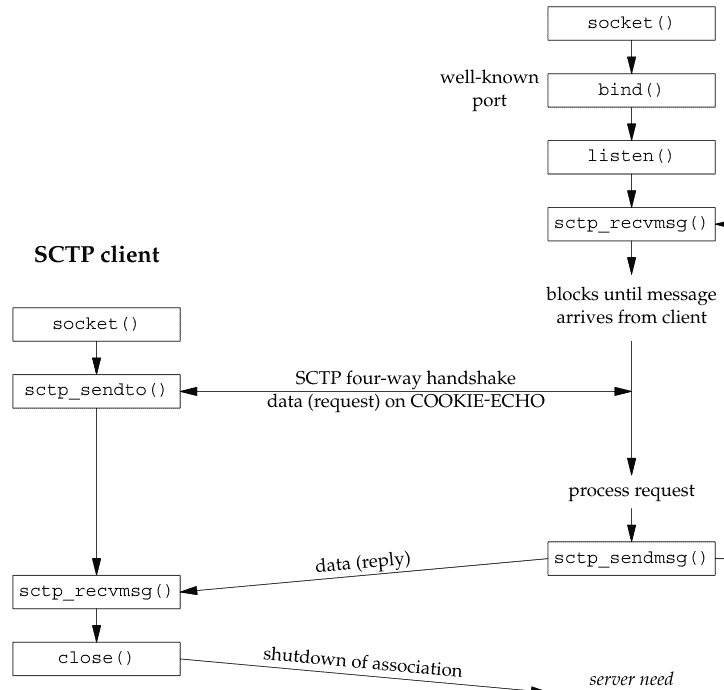 socket()
well-known
port
bind()
listen()
sctp_recvmsg()
SCTP client
blocks until message
arrives from client
socket()
sctp_sendto()
SCTP four-way handshake
data (request) on COOKIE-ECHO
process request
data (reply)
sctp_sendmsg()
sctp_recvmsg()
close()
shutdown of association
server need